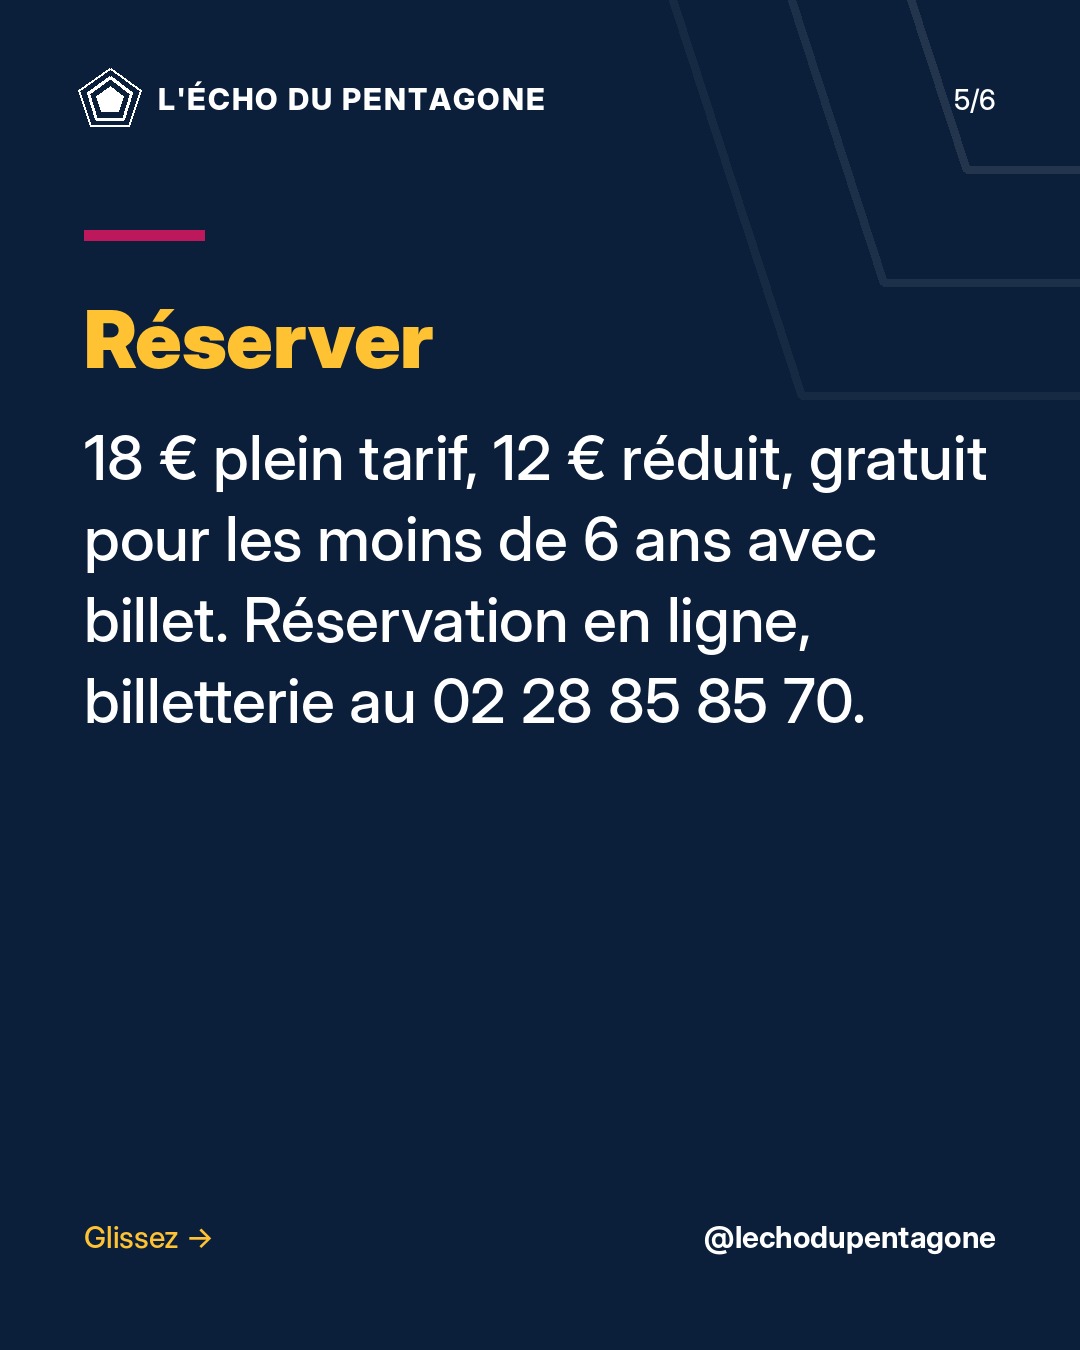 L'ÉCHO DU PENTAGONE
5/6
Réserver
18 € plein tarif, 12 € réduit, gratuit
pour les moins de 6 ans avec
billet. Réservation en ligne,
billetterie au 02 28 85 85 70.
Glissez →
@lechodupentagone